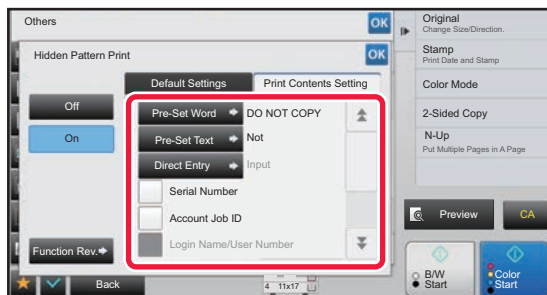 Others
OK
Hidden Pattern Print
OK
Default Settings
Print Contents Setting
Off
On
Pre-Set Word
DO NOT COPY
Pre-Set Text
Not
Direct Entry
Input
Serial Number
Account Job ID
Login Name/User Number
Function Rev.
Back
4 11x17
Original
Change Size/Direction.
Stamp
Print Date and Stamp
Color Mode
2-Sided Copy
N-Up
Put Multiple Pages in A Page
Preview
CA
B/W
Start
Color
Start